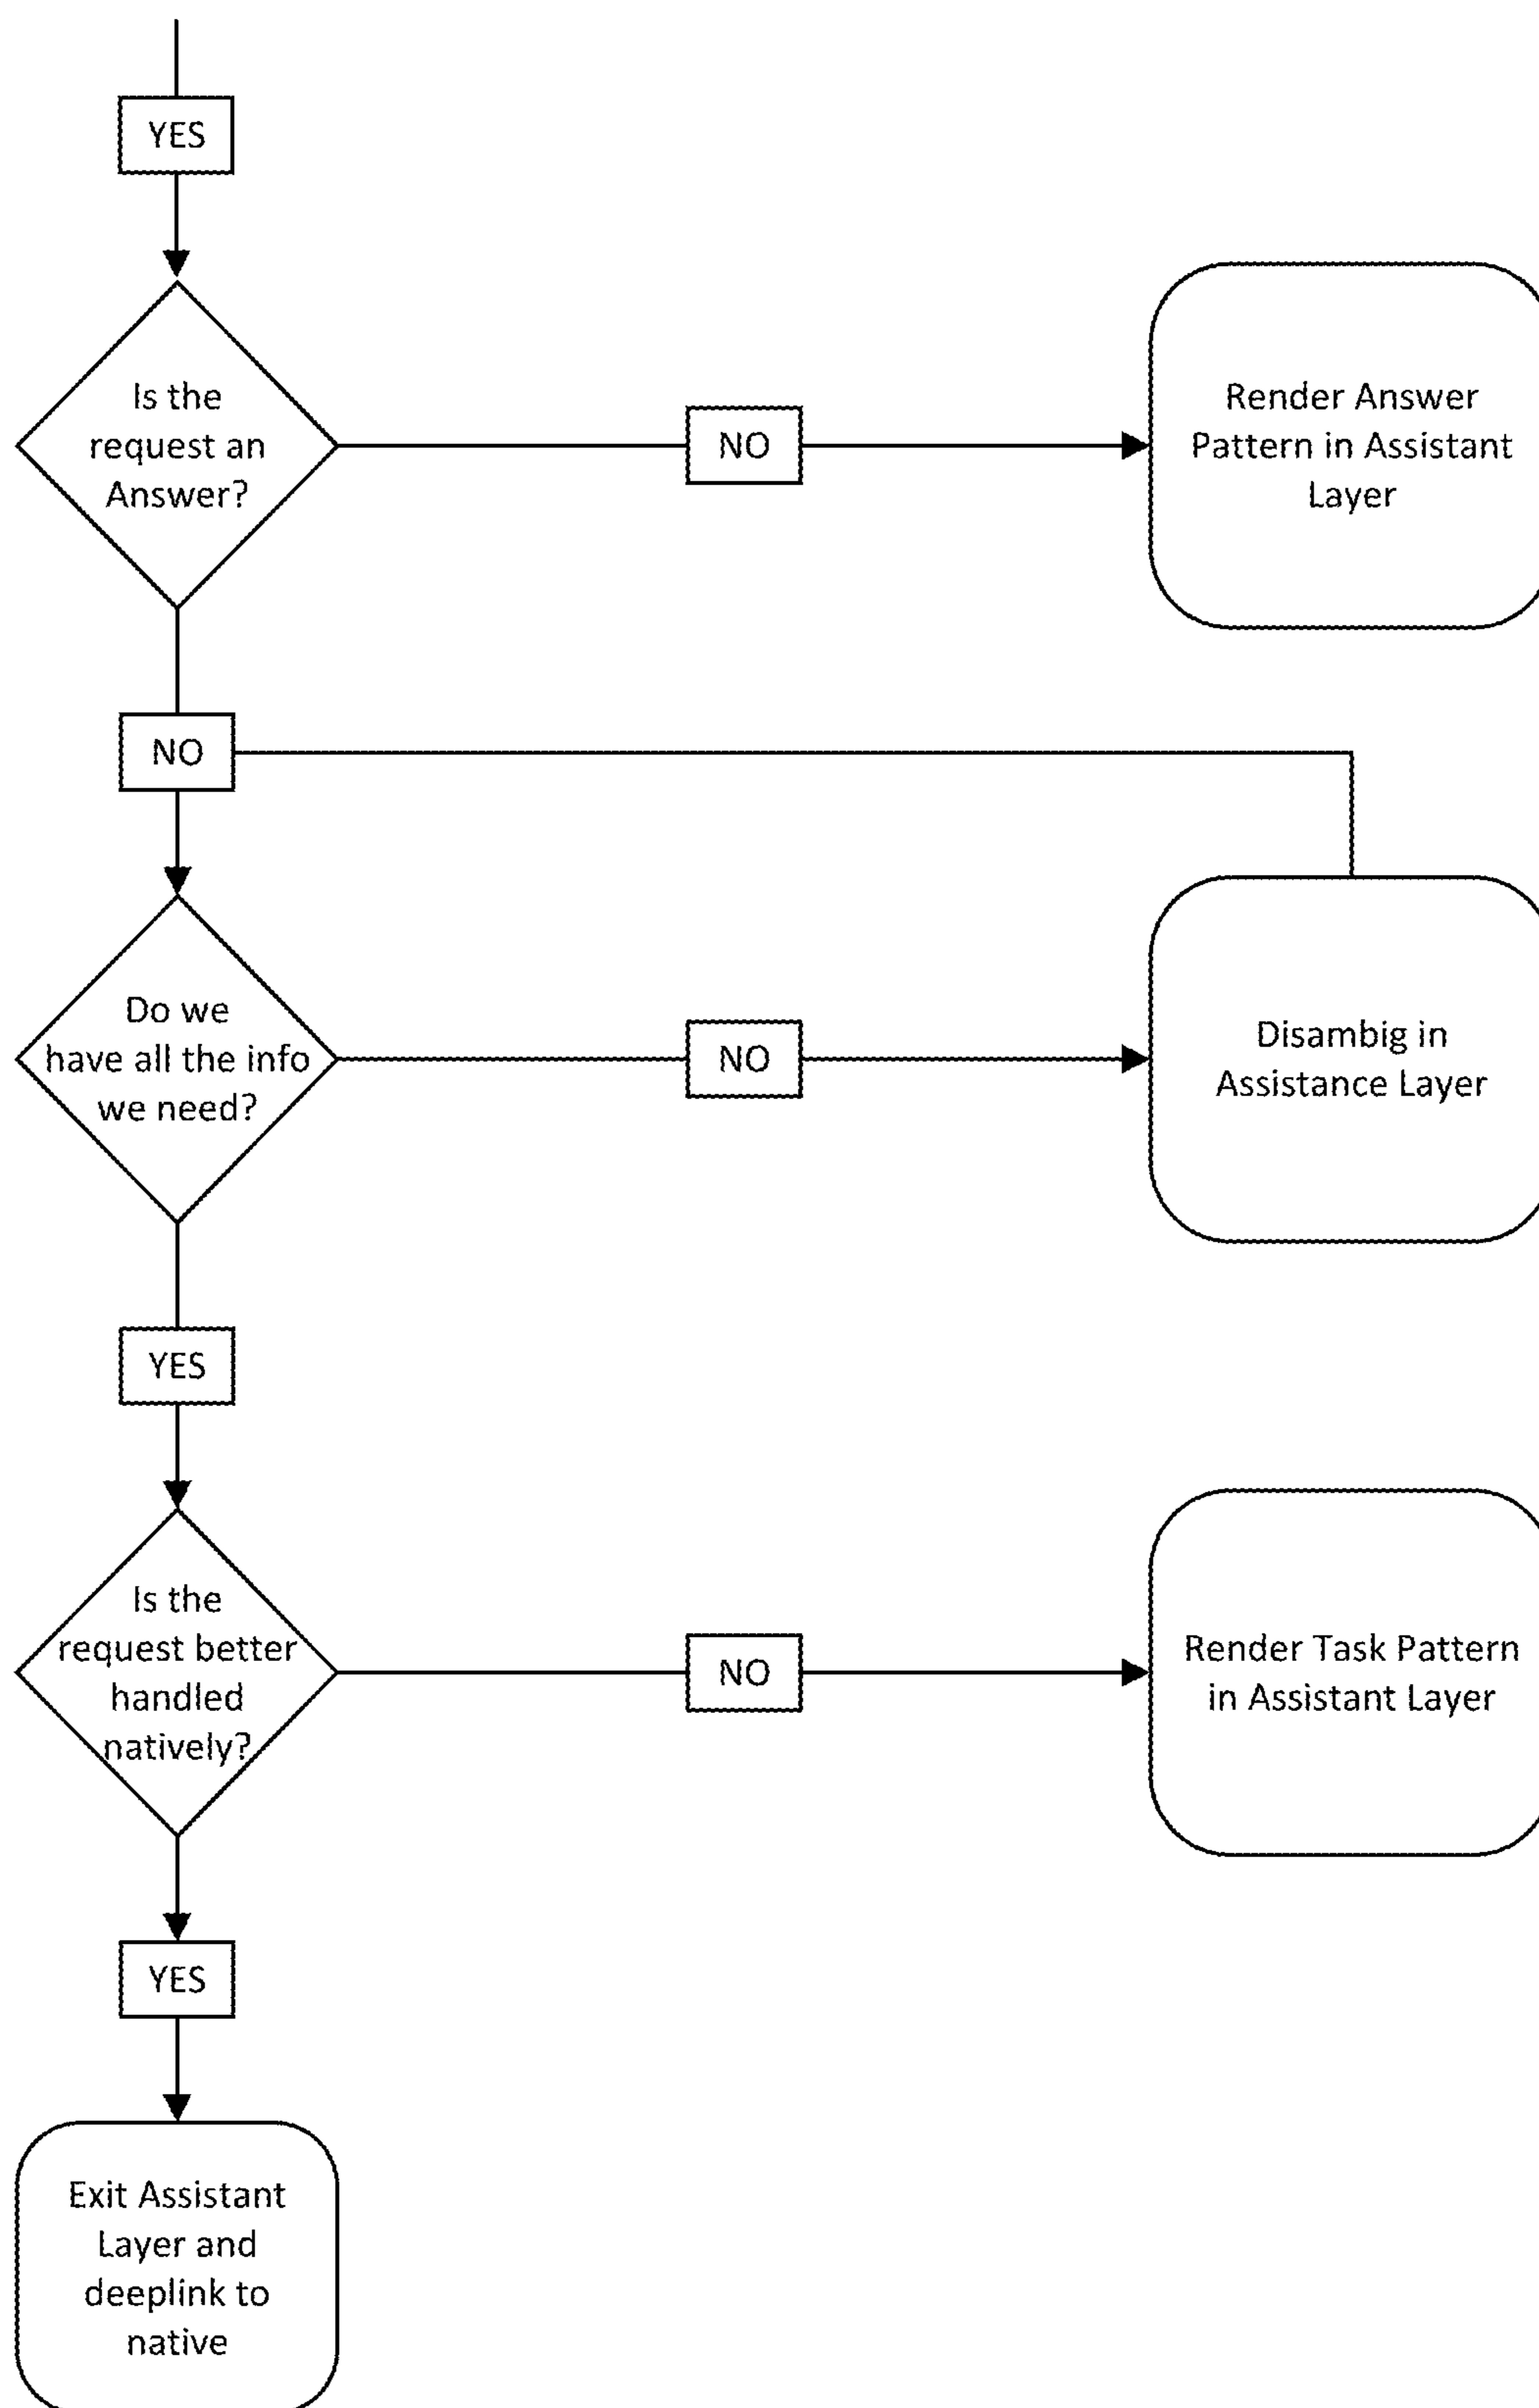 YES
Is the
request an
Answer?
NO
Render Answer
Pattern in Assistant
Layer
NO
Do we
have all the info
we need?
NO
Disambig in
Assistance Layer
YES
Is the
request better
handled
natively?
NO
Render Task Pattern
in Assistant Layer
YES
Exit Assistant
Layer and
deeplink to
native